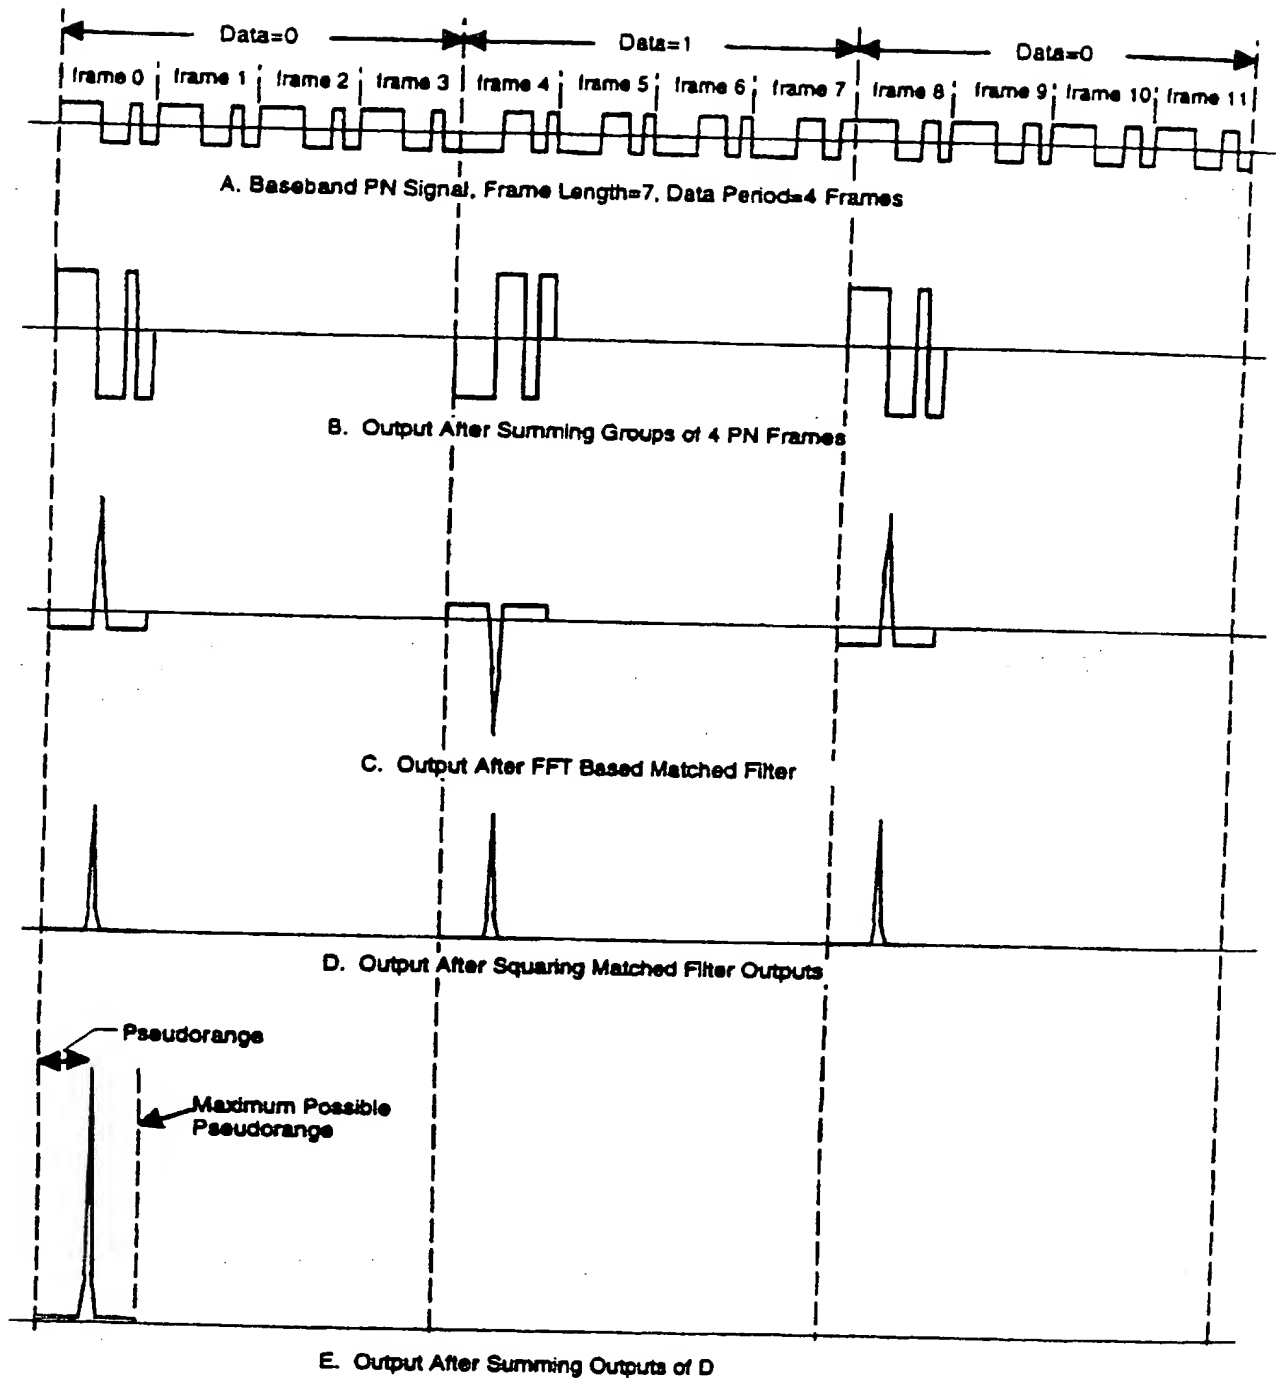 Data=0
Data=1
Data=0
frame 0
frame 1
frame 2
frame 3
frame 4
frame 5
frame 6
frame 7
frame 8
frame 9
frame 10
frame 11
A. Baseband PN Signal, Frame Length=7, Data Period=4 Frames
B. Output After Summing Groups of 4 PN Frames
C. Output After FFT Based Matched Filter
D. Output After Squaring Matched Filter Outputs
Pseudorange
Maximum Possible
Pseudorange
E. Output After Summing Outputs of D